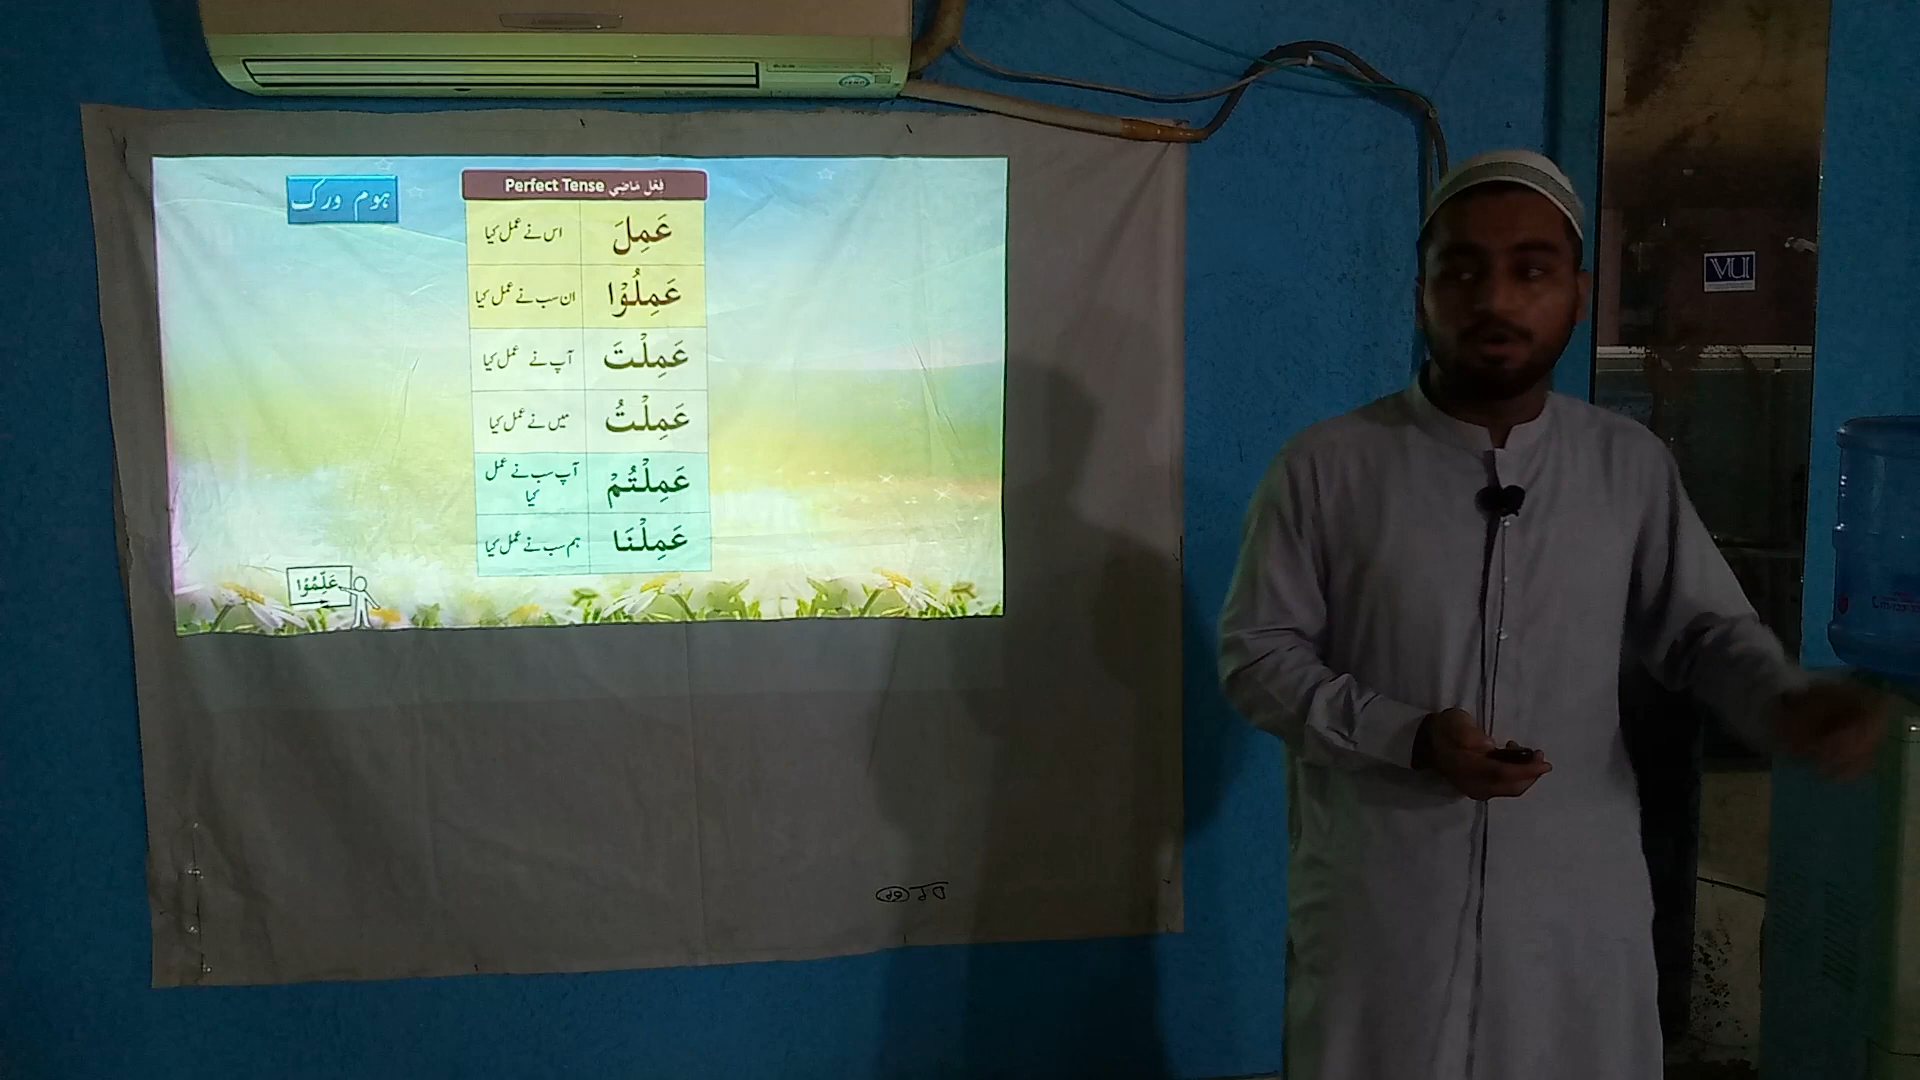 ہوم ورک
فِعْل مَاضِي Perfect Tense
عَمِلَ اس نے عمل کیا
عَمِلُوْا ان سب نے عمل کیا
عَمِلْتَ آپ نے عمل کیا
عَمِلْتُ میں نے عمل کیا
عَمِلْتُمْ آپ سب نے عمل
کیا
عَمِلْنَا ہم سب نے عمل کیا
عَلِّمُوْا
VU